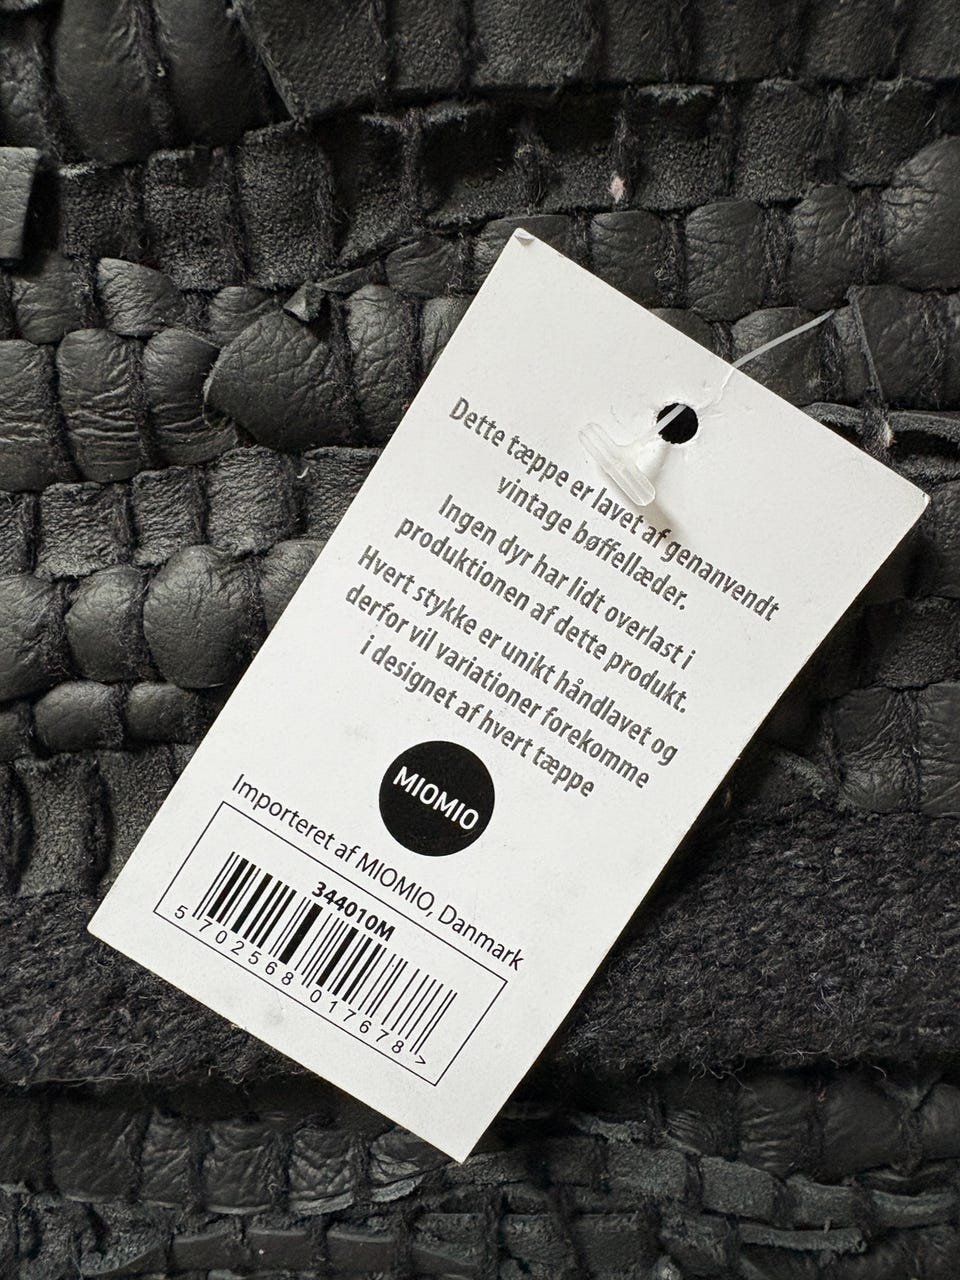 Dette tæppe er lavet af genanvendt
vintage bøffellæder.
Ingen dyr har lidt overlast i
produktionen af dette produkt.
Hvert stykke er unikt håndlavet og
derfor vil variationer forekomme
i designet af hvert tæppe
MIOMIO
Importeret af MIOMIO, Danmark
344010M
5 702568 017678 >